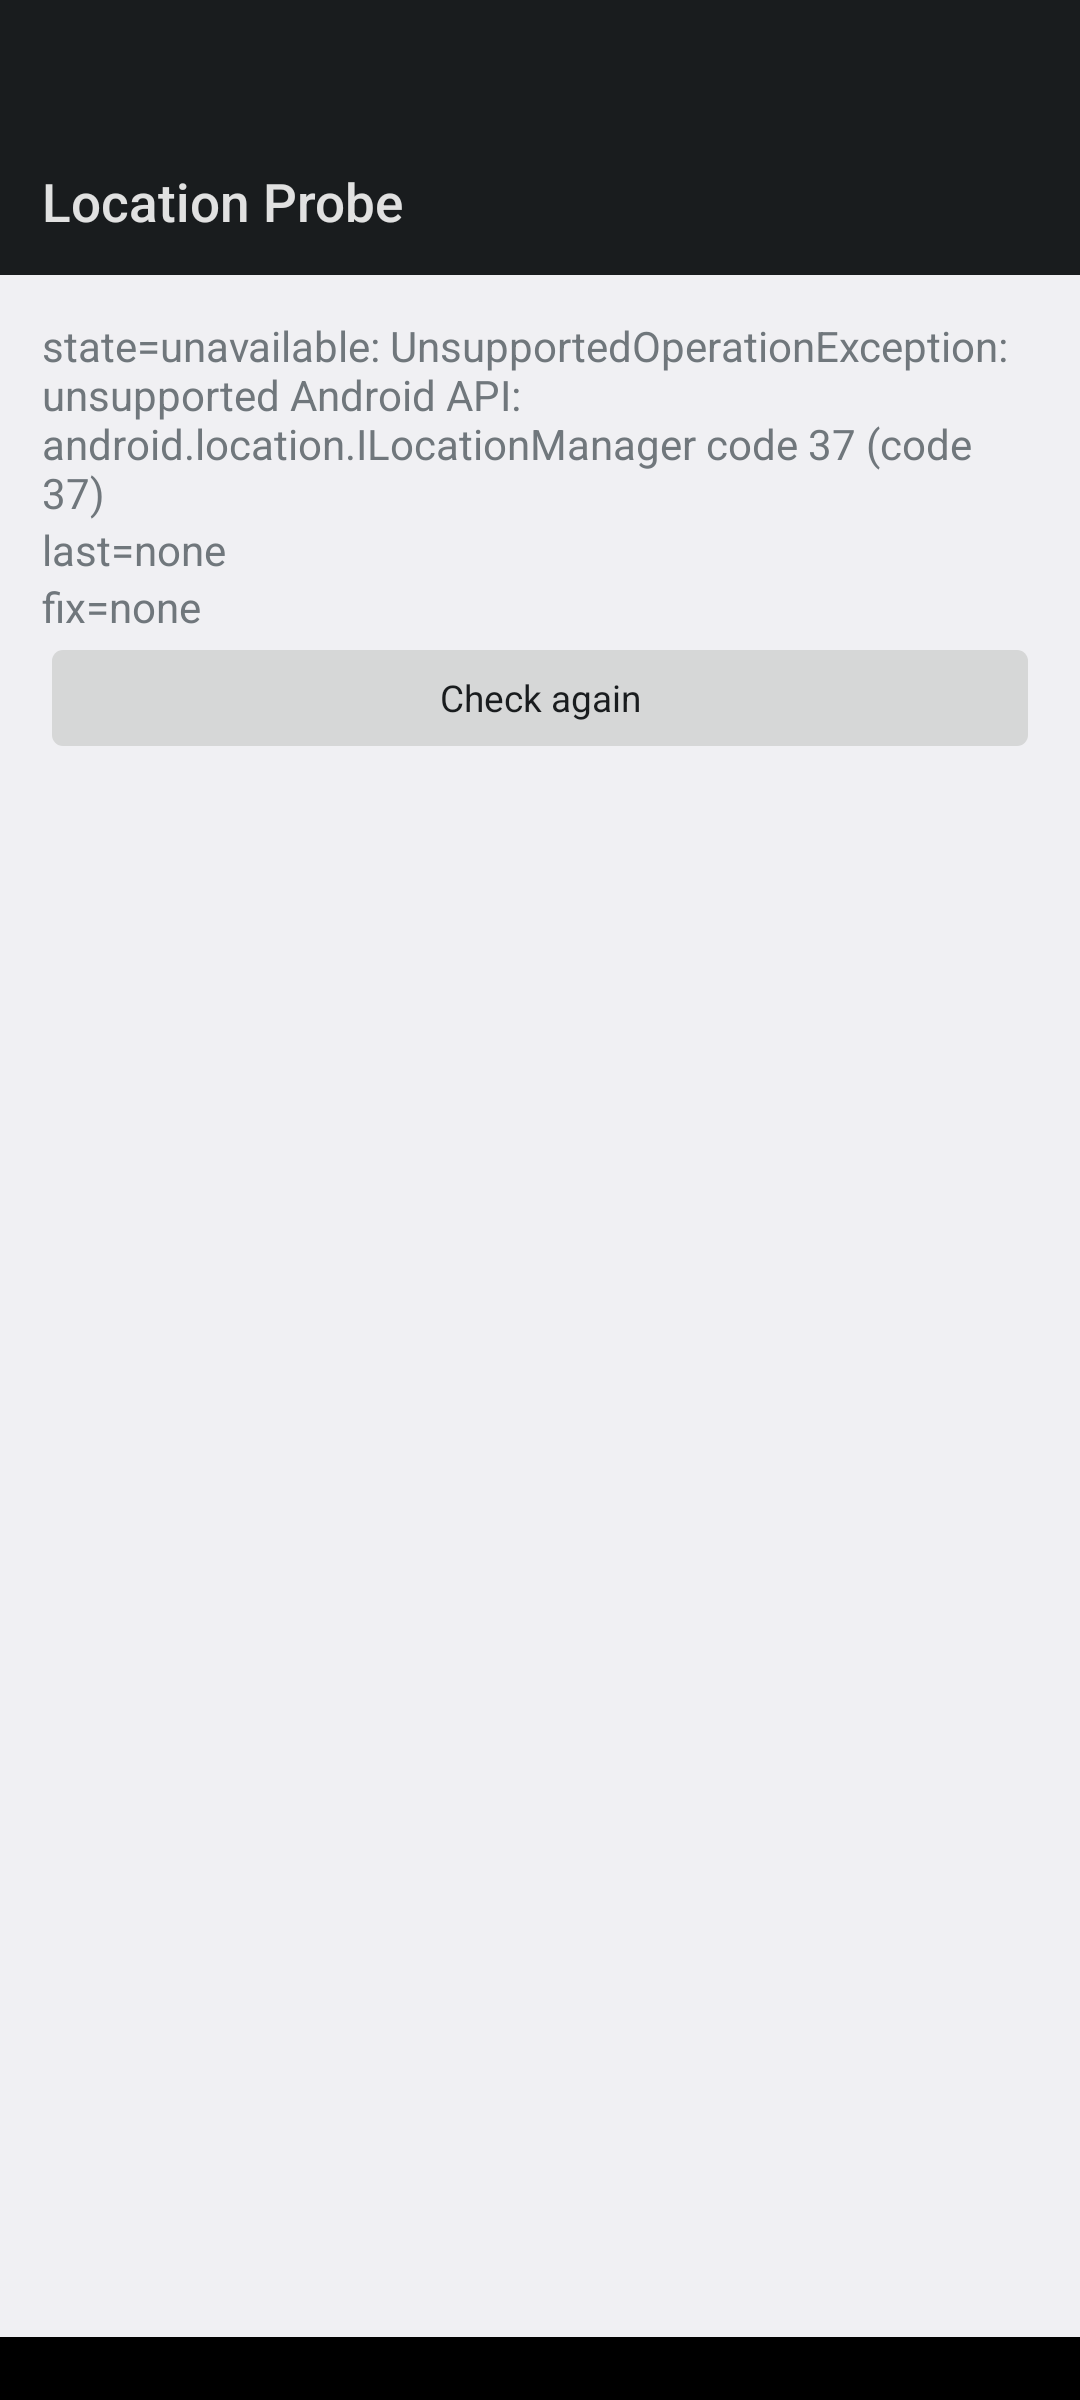 Location Probe
state=unavailable: UnsupportedOperationException:
unsupported Android API:
android.location.ILocationManager code 37 (code
37)
last=none
fix=none
Check again